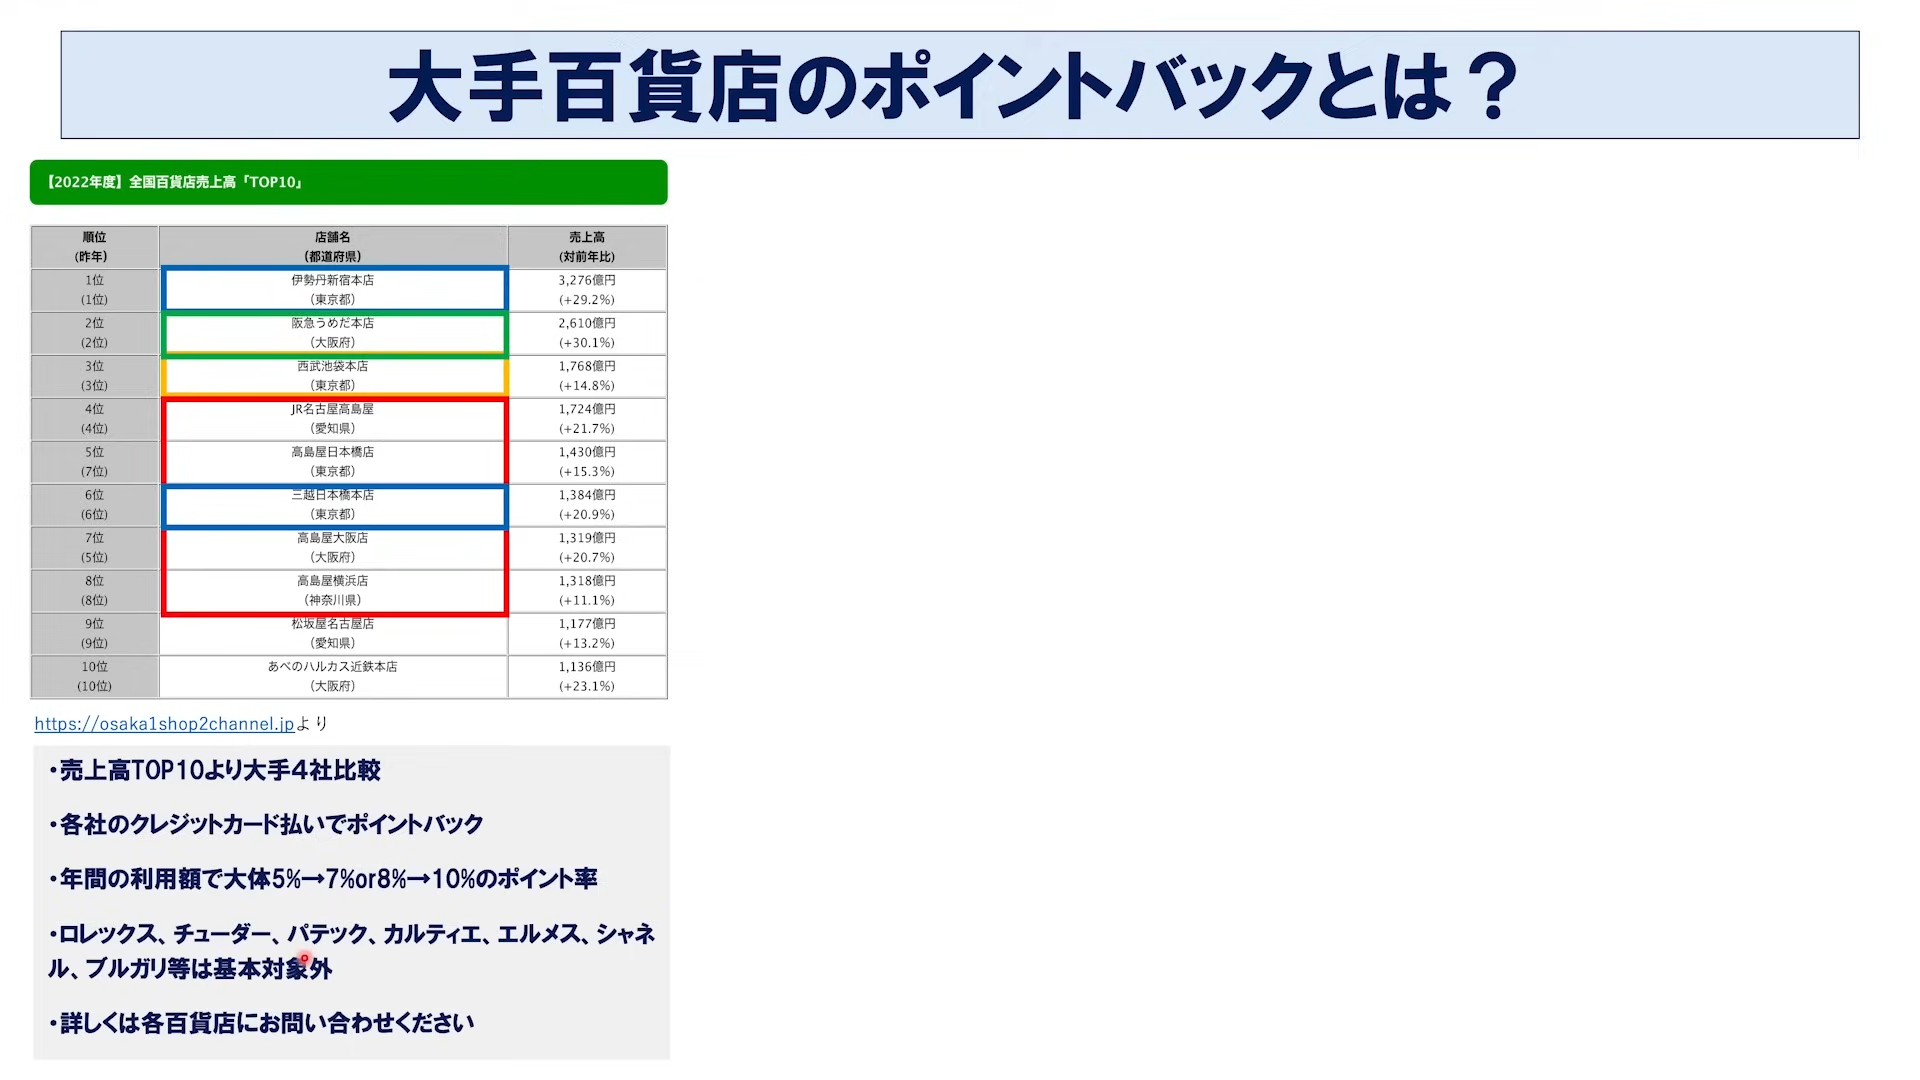 大手百貨店のポイントバックとは？
【2022年度】全国百貨店売上高「TOP10」
順位 店舗名 売上高
(昨年) （都道府県） (対前年比)
1位 伊勢丹新宿本店 3,276億円
(1位) （東京都） (+29.2%)
2位 阪急うめだ本店 2,610億円
(2位) （大阪府） (+30.1%)
3位 西武池袋本店 1,768億円
(3位) （東京都） (+14.8%)
4位 JR名古屋高島屋 1,724億円
(4位) （愛知県） (+21.7%)
5位 高島屋日本橋店 1,430億円
(7位) （東京都） (+15.3%)
6位 三越日本橋本店 1,384億円
(6位) （東京都） (+20.9%)
7位 高島屋大阪店 1,319億円
(5位) （大阪府） (+20.7%)
8位 高島屋横浜店 1,318億円
(8位) （神奈川県） (+11.1%)
9位 松坂屋名古屋店 1,177億円
(9位) （愛知県） (+13.2%)
10位 あべのハルカス近鉄本店 1,136億円
(10位) （大阪府） (+23.1%)
https://osaka1shop2channel.jpより
・売上高TOP10より大手4社比較
・各社のクレジットカード払いでポイントバック
・年間の利用額で大体5%→7%or8%→10%のポイント率
・ロレックス、チューダー、パテック、カルティエ、エルメス、シャネ
ル、ブルガリ等は基本対象外
・詳しくは各百貨店にお問い合わせください